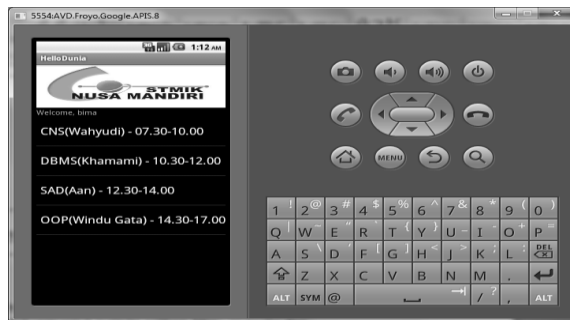 5554:AVD.Froyo.Google.APIS.8
1:12 AM
HelloDunia
STMIK
NUSA MANDIRI
Welcome, bima
CNS(Wahyudi) - 07.30-10.00
DBMS(Khamami) - 10.30-12.00
SAD(Aan) - 12.30-14.00
OOP(Windu Gata) - 14.30-17.00
MENU
1 ! 2 @ 3 # 4 $ 5 % 6 ^ 7 & 8 * 9 ( 0 )
Q W ~ E " R ` T { Y } U _ I - O + P =
A S \ D ' F [ G ] H < J > K ; L : DEL
Z X C V B N M .
ALT SYM @ / ? , ALT